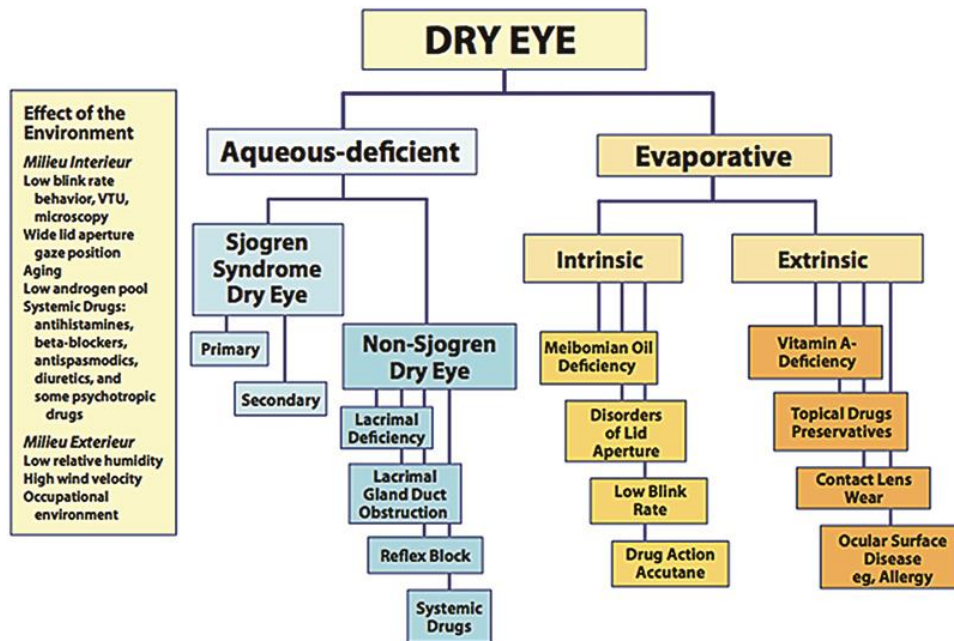 DRY EYE
Effect of the
Environment
Milieu Interieur
Low blink rate
behavior, VTU,
microscopy
Wide lid aperture
gaze position
Aging
Low androgen pool
Systemic Drugs:
antihistamines,
beta-blockers,
antispasmodics,
diuretics, and
some psychotropic
drugs
Milieu Exterieur
Low relative humidity
High wind velocity
Occupational
environment
Aqueous-deficient
Sjogren
Syndrome
Dry Eye
Primary
Secondary
Non-Sjogren
Dry Eye
Lacrimal
Deficiency
Lacrimal
Gland Duct
Obstruction
Reflex Block
Systemic
Drugs
Evaporative
Intrinsic
Meibomian Oil
Deficiency
Disorders
of Lid
Aperture
Low Blink
Rate
Drug Action
Accutane
Extrinsic
Vitamin A-
Deficiency
Topical Drugs
Preservatives
Contact Lens
Wear
Ocular Surface
Disease
eg, Allergy